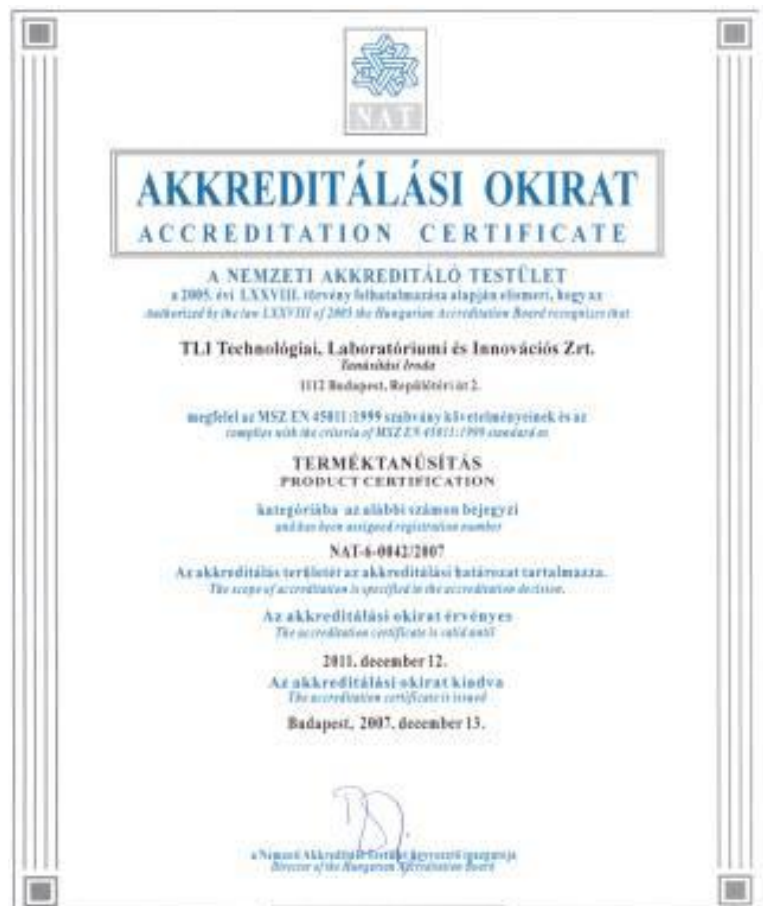 NAT
AKKREDITÁLÁSI OKIRAT
ACCREDITATION CERTIFICATE
A NEMZETI AKKREDITÁLÓ TESTÜLET
a 2005. évi LXXVIII. törvény felhatalmazása alapján elismeri, hogy az
Authorized by the law LXXVIII of 2005 the Hungarian Accreditation Board recognizes that
TLI Technológiai, Laboratóriumi és Innovációs Zrt.
Tanúsítási Iroda
1112 Budapest, Repülőtéri út 2.
megfelel az MSZ EN 45011:1999 szabvány követelményeinek és az
complies with the criteria of MSZ EN 45011:1999 standard as
TERMÉKTANÚSÍTÁS
PRODUCT CERTIFICATION
kategóriába az alábbi számon bejegyzi
and has been assigned registration number
NAT-6-0042/2007
Az akkreditálás területét az akkreditálási határozat tartalmazza.
The scope of accreditation is specified in the accreditation decision.
Az akkreditálási okirat érvényes
The accreditation certificate is valid until
2011. december 12.
Az akkreditálási okirat kiadva
The accreditation certificate is issued
Budapest, 2007. december 13.
a Nemzeti Akkreditáló Testület ügyvezető igazgatója
Director of the Hungarian Accreditation Board